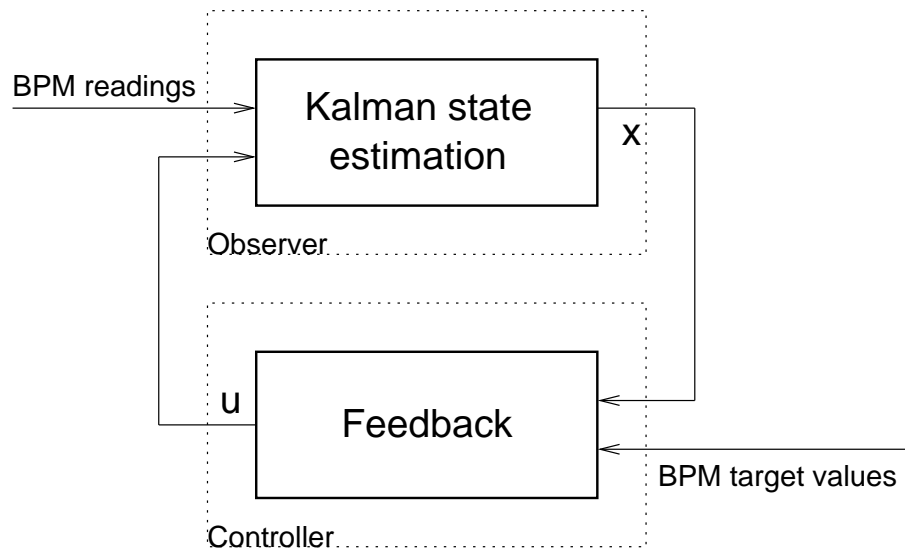 BPM readings
Kalman state
estimation
x
Observer
u
Feedback
BPM target values
Controller